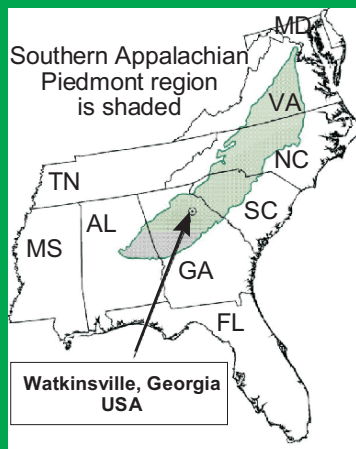 MD
Southern Appalachian
Piedmont region
is shaded
VA
NC
TN
SC
AL
MS
GA
FL
Watkinsville, Georgia
USA